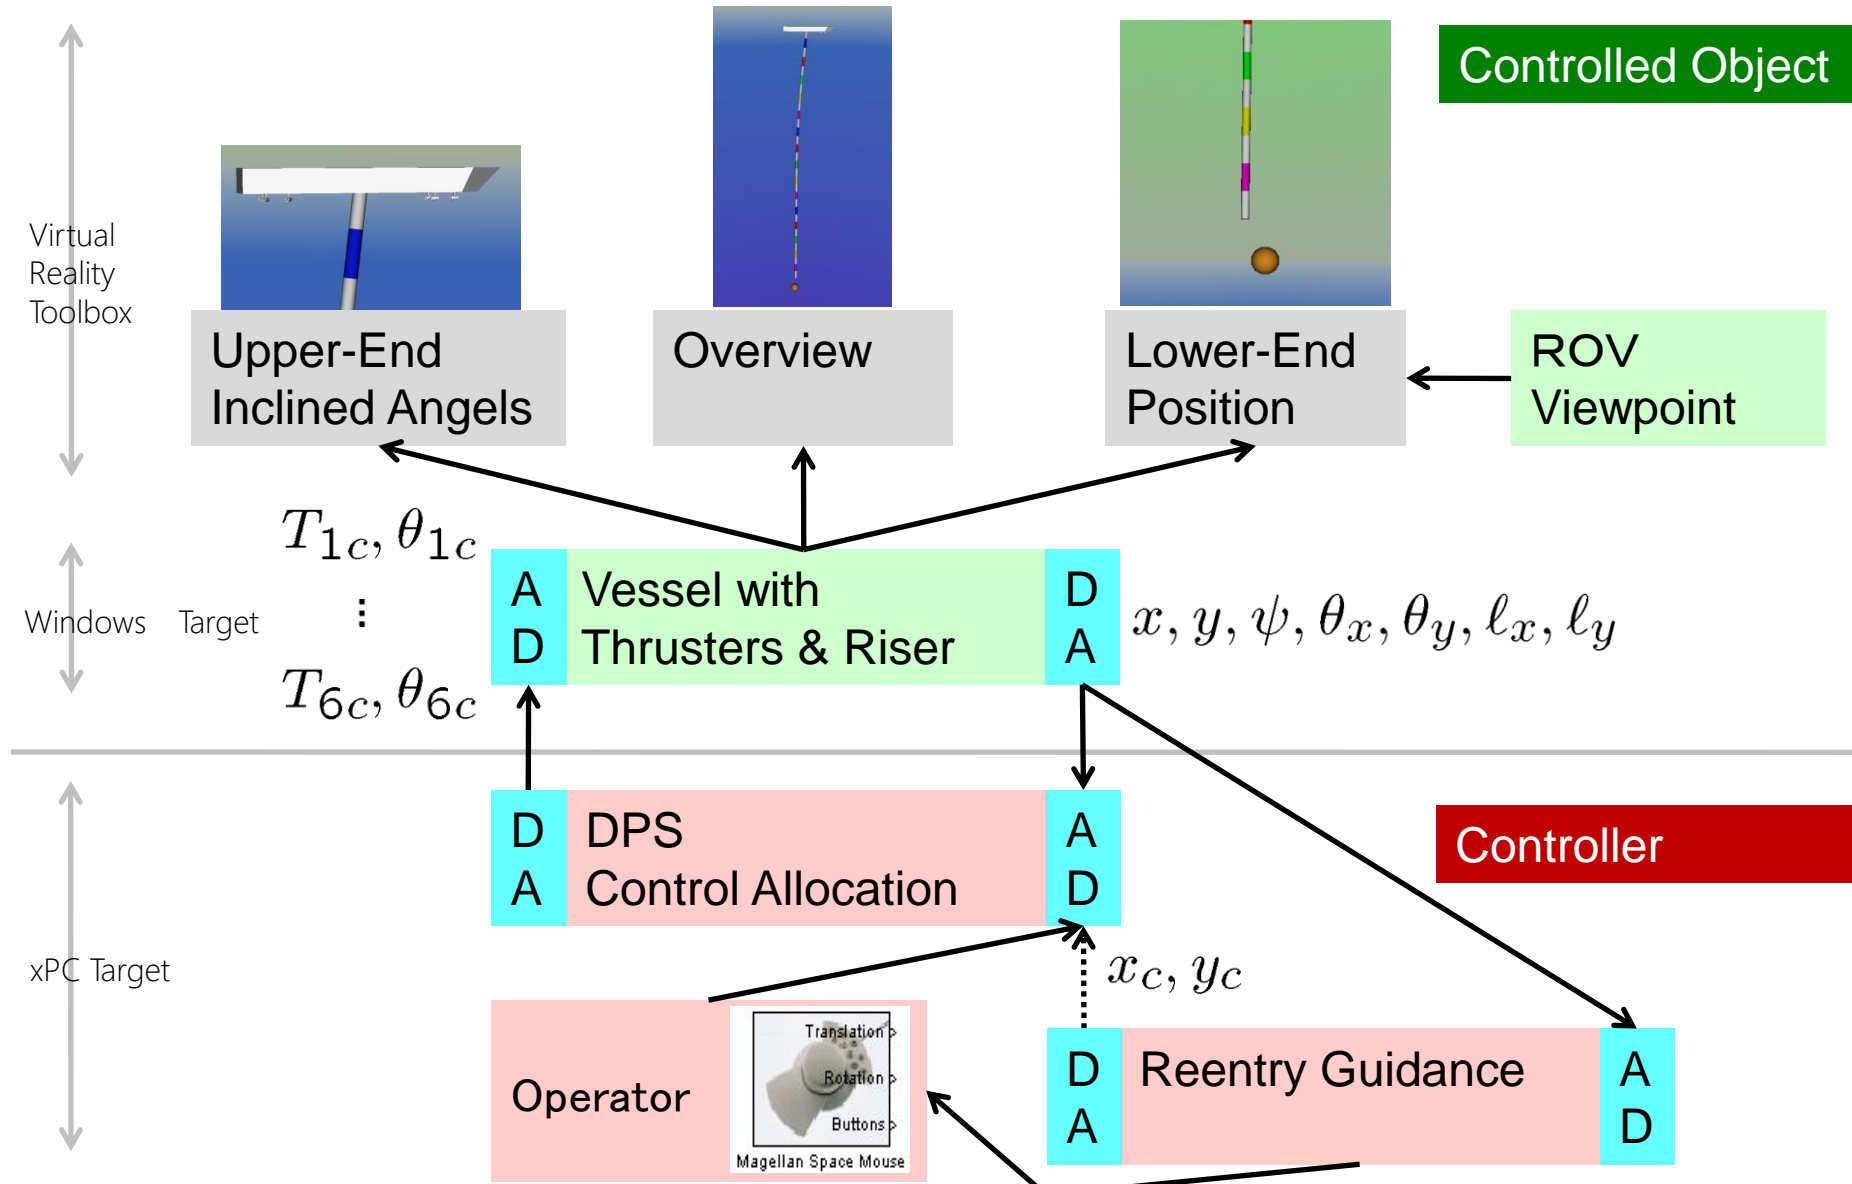 Controlled Object
Virtual
Reality
Toolbox
Upper-End
Inclined Angels
Overview
Lower-End
Position
ROV
Viewpoint
T1c, θ1c
⋮
T6c, θ6c
Windows Target
A
D
Vessel with
Thrusters & Riser
D
A
x, y, ψ, θx, θy, ℓx, ℓy
D
A
DPS
Control Allocation
A
D
Controller
xPC Target
xc, yc
Operator
Translation
Rotation
Buttons
Magellan Space Mouse
D
A
Reentry Guidance
A
D